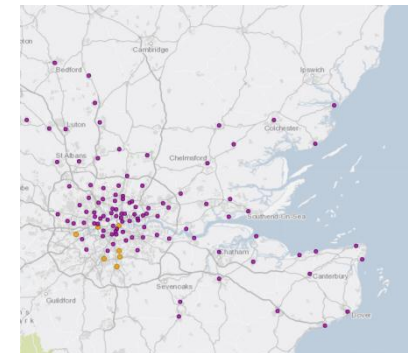 Cambridge
Bedford
Ipswich
Luton
Colchester
St Albans
Chelmsford
Southend-On-Sea
Chatham
Canterbury
Sevenoaks
Guildford
Dover